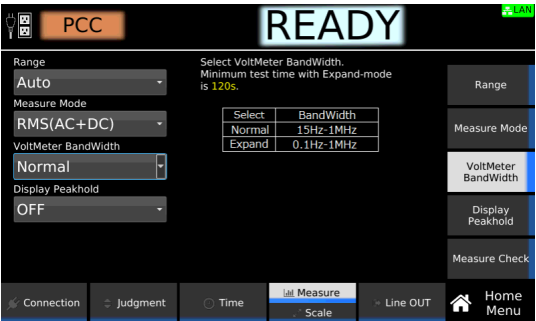 LAN
PCC
READY
Range
Auto
Measure Mode
RMS(AC+DC)
VoltMeter BandWidth
Normal
Display Peakhold
OFF
Select VoltMeter BandWidth.
Minimum test time with Expand-mode
is 120s.
Select BandWidth
Normal 15Hz-1MHz
Expand 0.1Hz-1MHz
Range
Measure Mode
VoltMeter
BandWidth
Display
Peakhold
Measure Check
Connection
Judgment
Time
Measure
Scale
Line OUT
Home
Menu